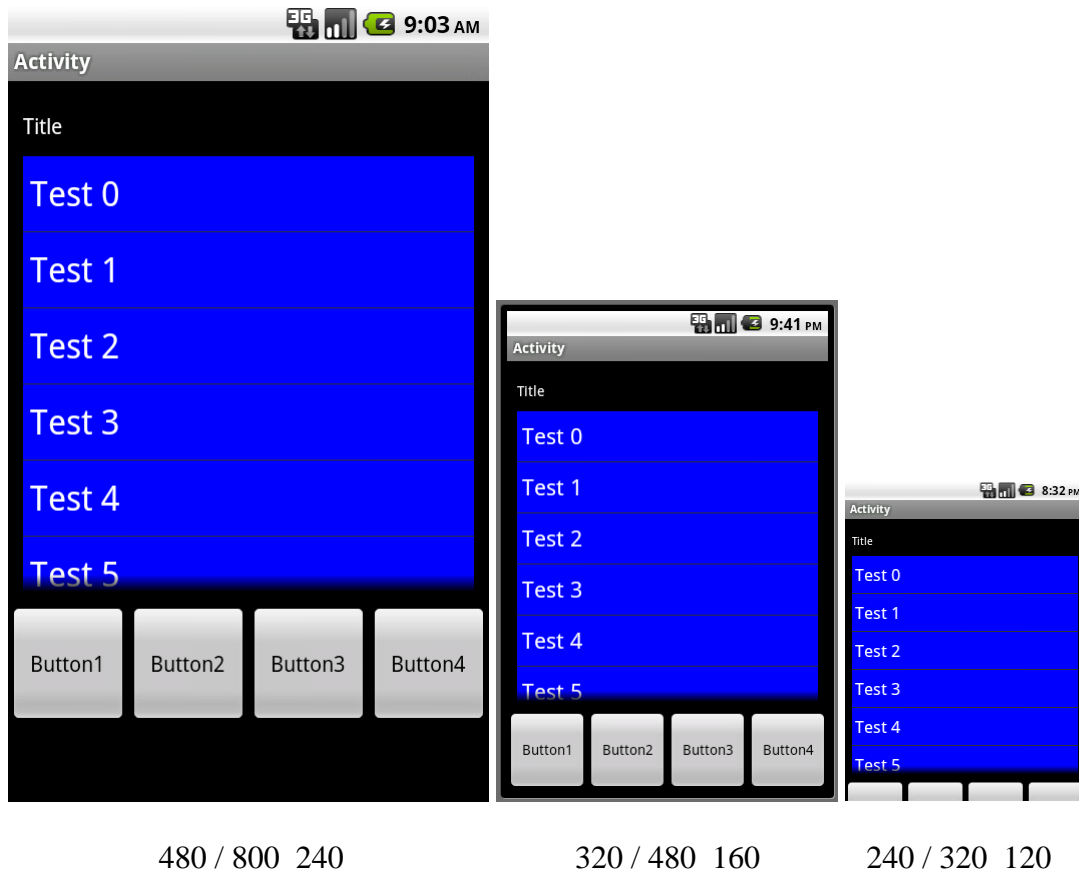 3G 9:03 AM
Activity
Title
Test 0
Test 1
Test 2
Test 3
Test 4
Test 5
Button1 Button2 Button3 Button4
3G 9:41 PM
Activity
Title
Test 0
Test 1
Test 2
Test 3
Test 4
Test 5
Button1 Button2 Button3 Button4
3G 8:32 PM
Activity
Title
Test 0
Test 1
Test 2
Test 3
Test 4
Test 5
480 / 800 240
320 / 480 160
240 / 320 120